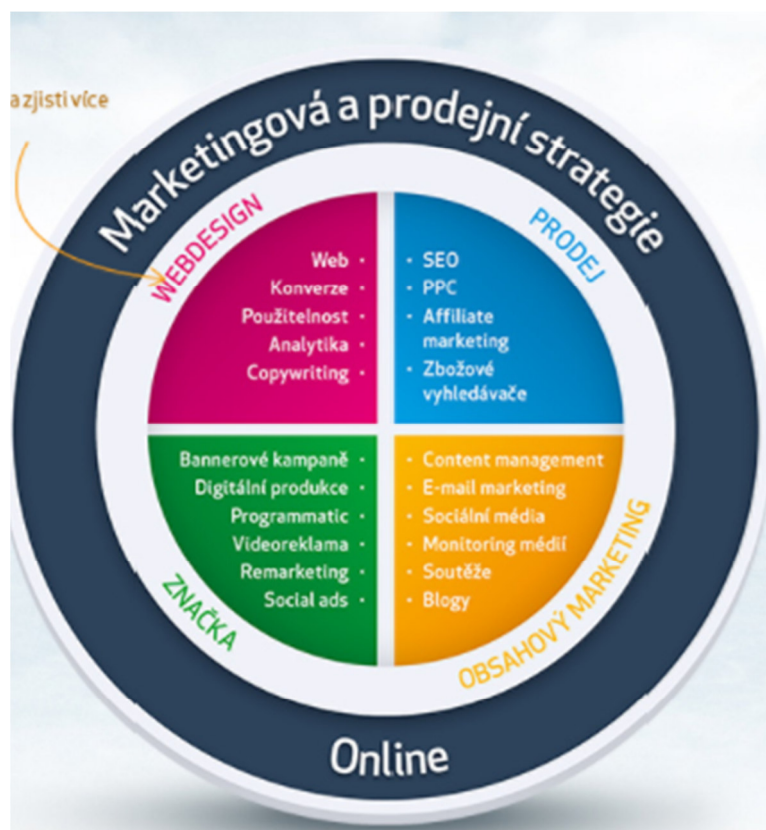 a zjisti více
Marketingová a prodejní strategie
WEBDESIGN
Web
Konverze
Použitelnost
Analytika
Copywriting
PRODEJ
SEO
PPC
Affiliate
marketing
Zbožové
vyhledávače
ZNAČKA
Bannerové kampaně
Digitální produkce
Programmatic
Videoreklama
Remarketing
Social ads
OBSAHOVÝ MARKETING
Content management
E-mail marketing
Sociální média
Monitoring médií
Soutěže
Blogy
Online